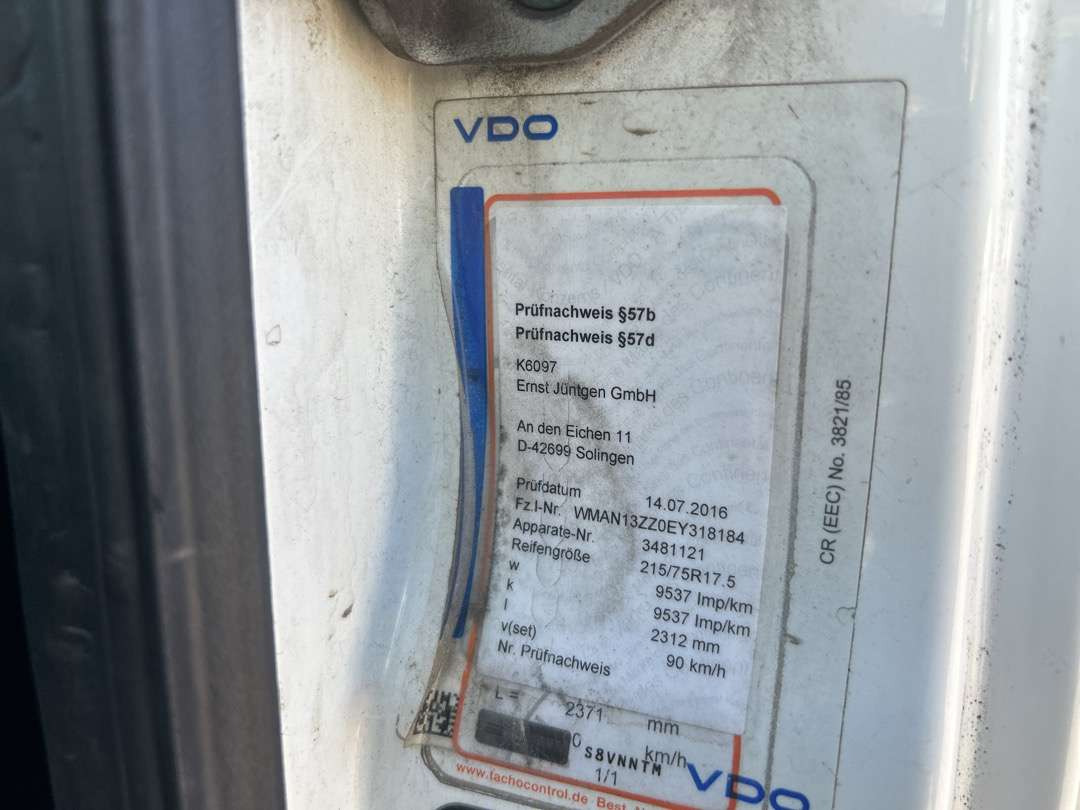 VDO
Prüfnachweis §57b
Prüfnachweis §57d
K6097
Ernst Jüntgen GmbH
An den Eichen 11
D-42699 Solingen
Prüfdatum 14.07.2016
Fz.I-Nr. WMAN13ZZ0EY318184
Apparate-Nr. 3481121
Reifengröße 215/75R17.5
w 9537 Imp/km
k 9537 Imp/km
l 2312 mm
v(set) 90 km/h
Nr. Prüfnachweis
L = 2371 mm
0 km/h
S8VNNTM
1/1
VDO
www.tachocontrol.de Best.
CR (EEC) No. 3821/85